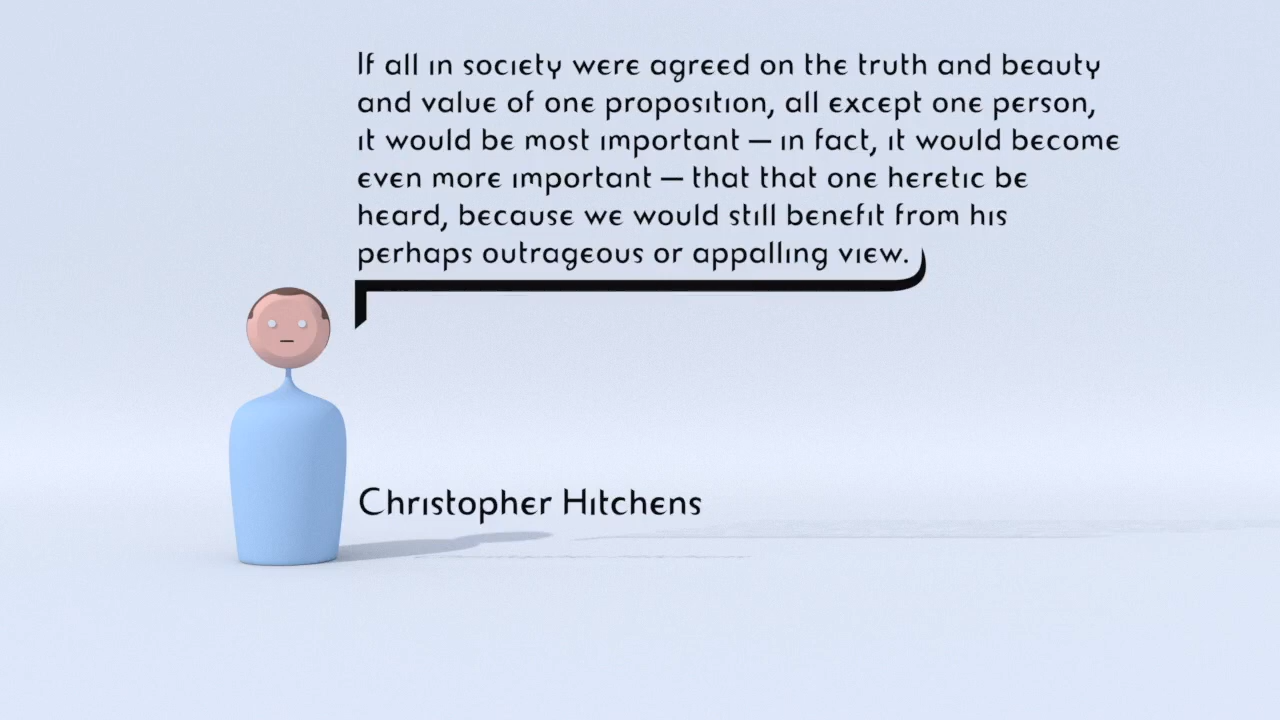 If all in society were agreed on the truth and beauty
and value of one proposition, all except one person,
it would be most important — in fact, it would become
even more important — that that one heretic be
heard, because we would still benefit from his
perhaps outrageous or appalling view.
Christopher Hitchens